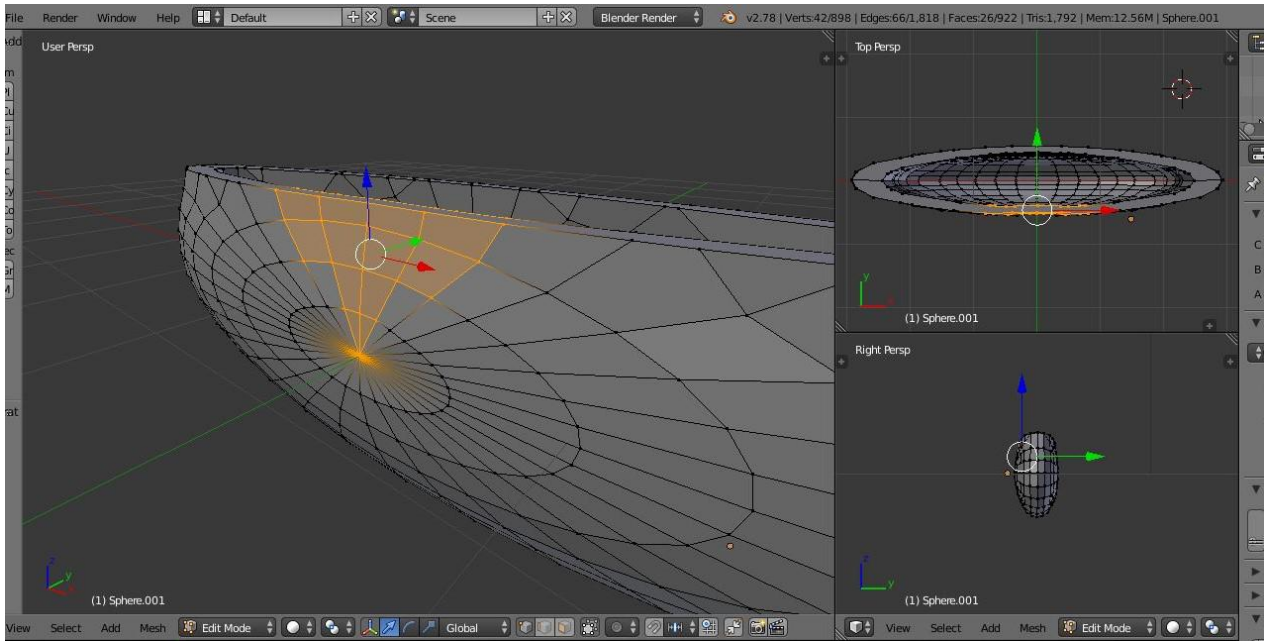 File Render Window Help Default Scene Blender Render v2.78 | Verts:42/898 | Edges:66/1,818 | Faces:26/922 | Tris:1,792 | Mem:12.56M | Sphere.001
User Persp
Top Persp
(1) Sphere.001
Right Persp
(1) Sphere.001
(1) Sphere.001
View Select Add Mesh Edit Mode Global View Select Add Mesh Edit Mode